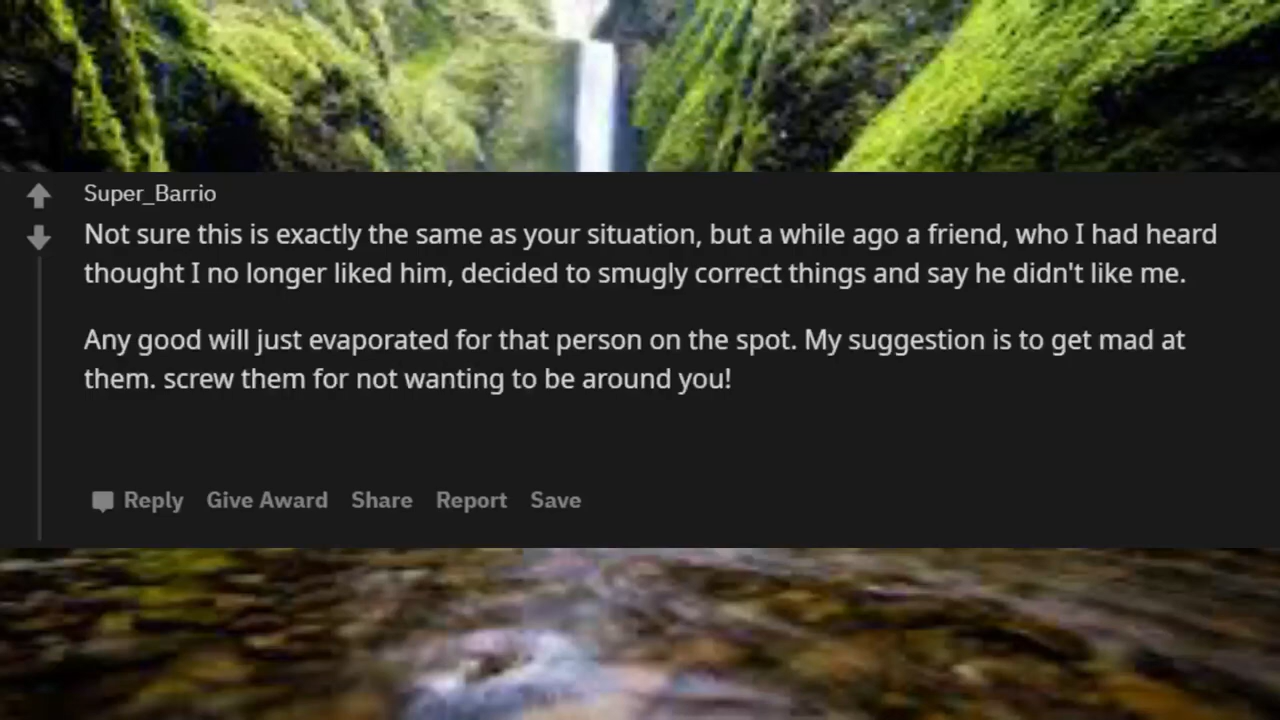 Super_Barrio
Not sure this is exactly the same as your situation, but a while ago a friend, who I had heard
thought I no longer liked him, decided to smugly correct things and say he didn't like me.
Any good will just evaporated for that person on the spot. My suggestion is to get mad at
them. screw them for not wanting to be around you!
Reply Give Award Share Report Save